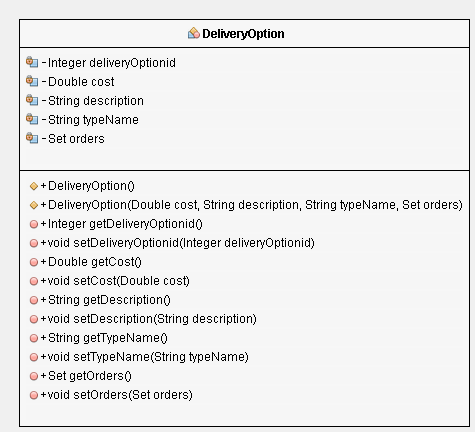 DeliveryOption
- Integer deliveryOptionid
- Double cost
- String description
- String typeName
- Set orders
+ DeliveryOption()
+ DeliveryOption(Double cost, String description, String typeName, Set orders)
+ Integer getDeliveryOptionid()
+void setDeliveryOptionid(Integer deliveryOptionid)
+ Double getCost()
+void setCost(Double cost)
+ String getDescription()
+void setDescription(String description)
+ String getTypeName()
+void setTypeName(String typeName)
+ Set getOrders()
+void setOrders(Set orders)